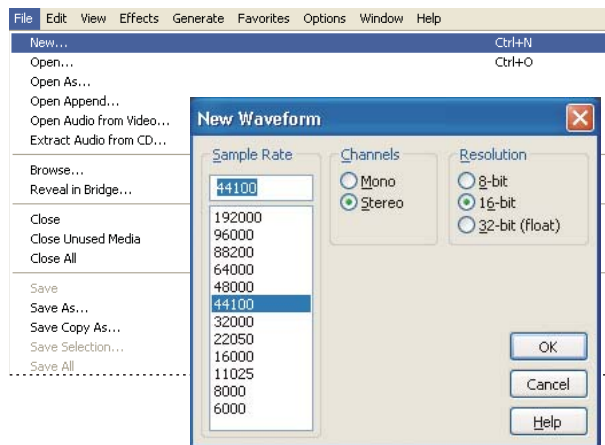 File Edit View Effects Generate Favorites Options Window Help
New... Ctrl+N
Open... Ctrl+O
Open As...
Open Append...
Open Audio from Video...
Extract Audio from CD...
Browse...
Reveal in Bridge...
Close
Close Unused Media
Close All
Save
Save As...
Save Copy As...
Save Selection...
Save All
New Waveform
Sample Rate
44100
192000
96000
88200
64000
48000
44100
32000
22050
16000
11025
8000
6000
Channels
Mono
Stereo
Resolution
8-bit
16-bit
32-bit (float)
OK
Cancel
Help